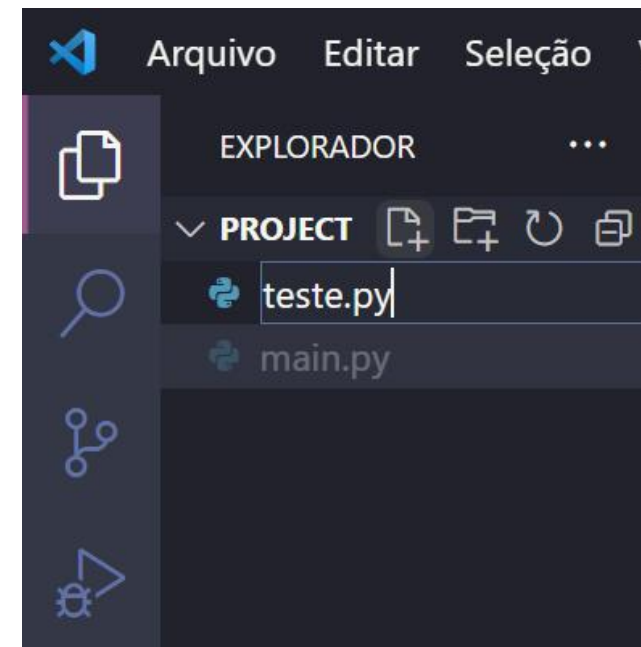 Arquivo Editar Seleção
EXPLORADOR ...
PROJECT
teste.py
main.py